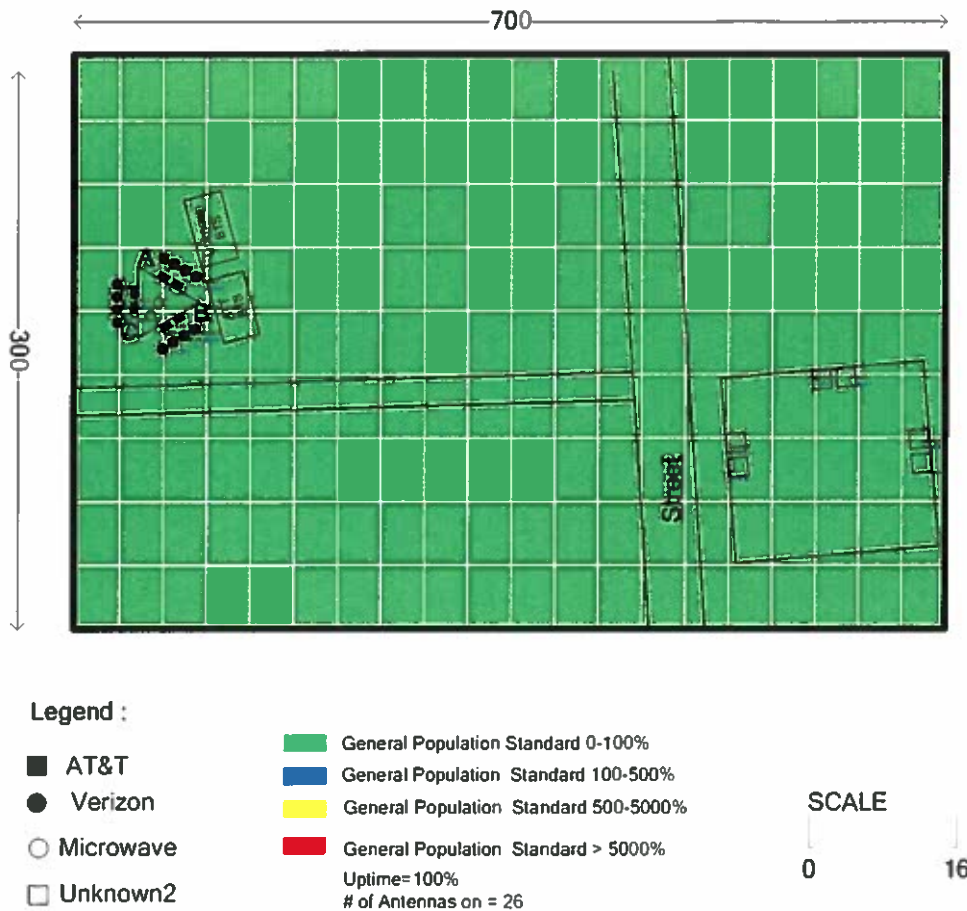 700
300
A
B
Street
Legend :
AT&T
Verizon
Microwave
Unknown2
General Population Standard 0-100%
General Population Standard 100-500%
General Population Standard 500-5000%
General Population Standard > 5000%
Uptime= 100%
# of Antennas on = 26
SCALE
0
16